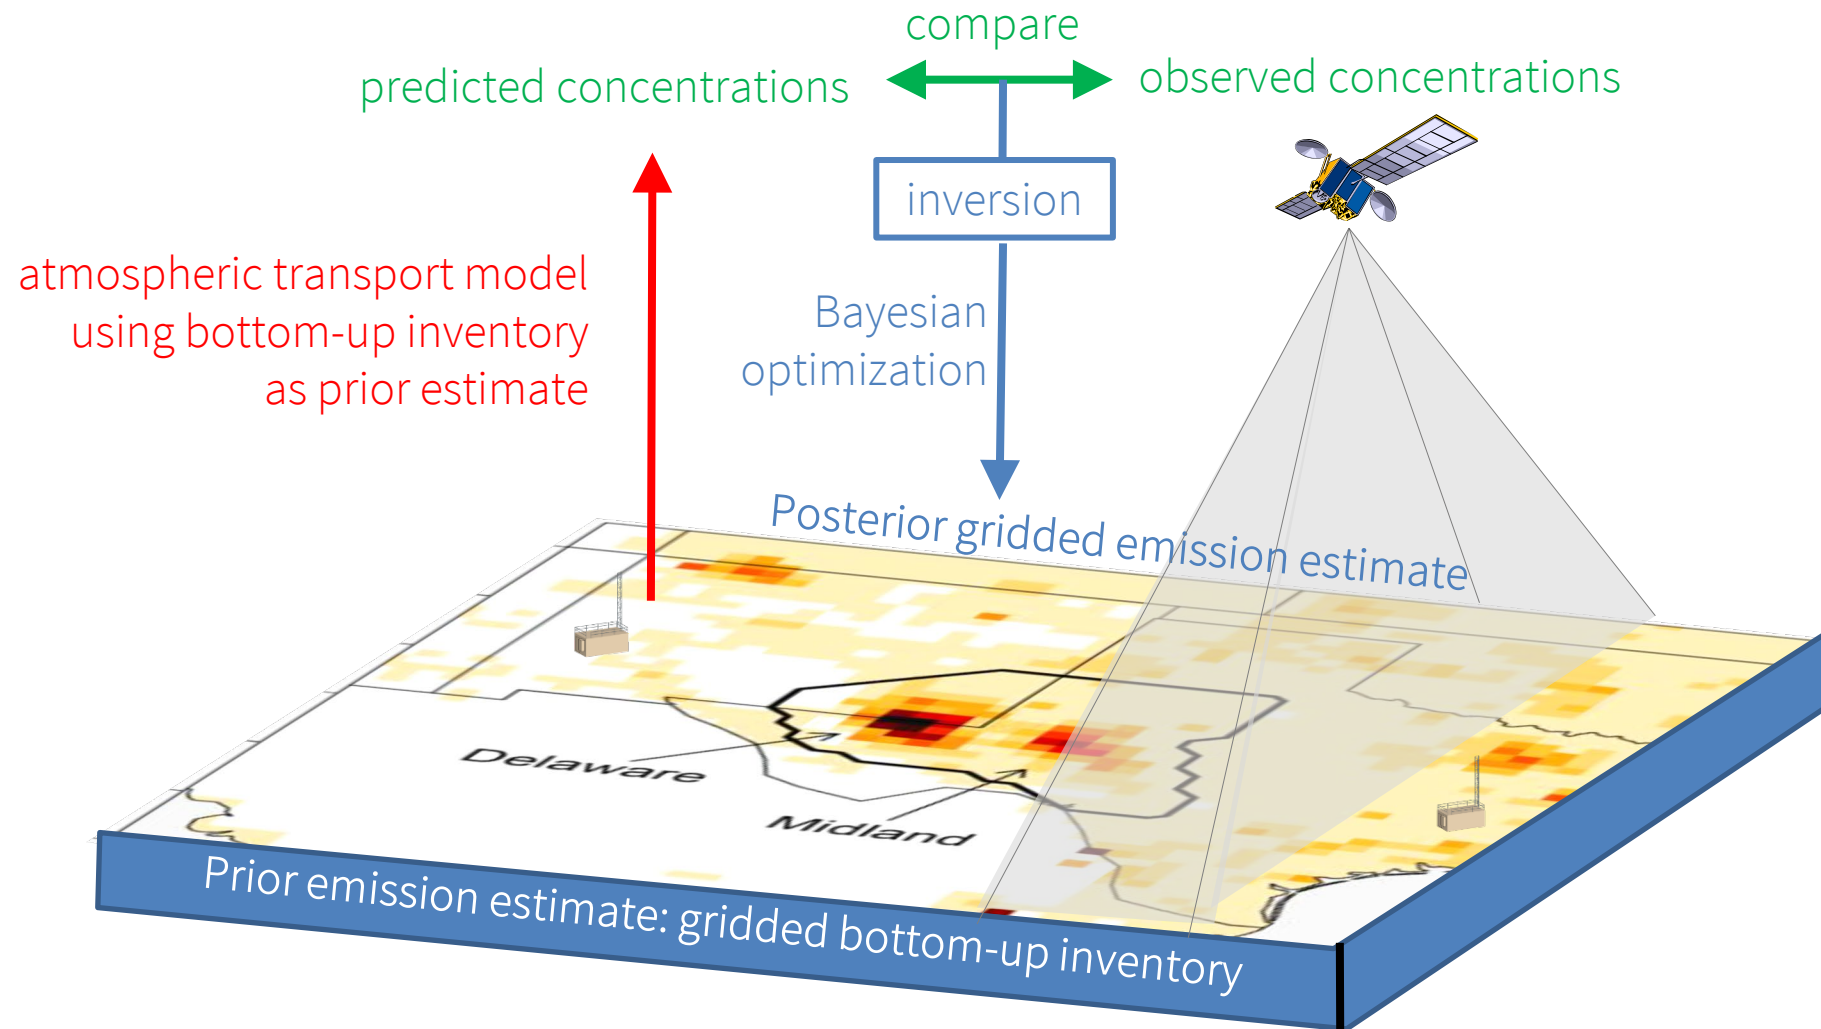 compare
predicted concentrations
observed concentrations
inversion
atmospheric transport model
using bottom-up inventory
as prior estimate
Bayesian
optimization
Posterior gridded emission estimate
Delaware
Midland
Prior emission estimate: gridded bottom-up inventory